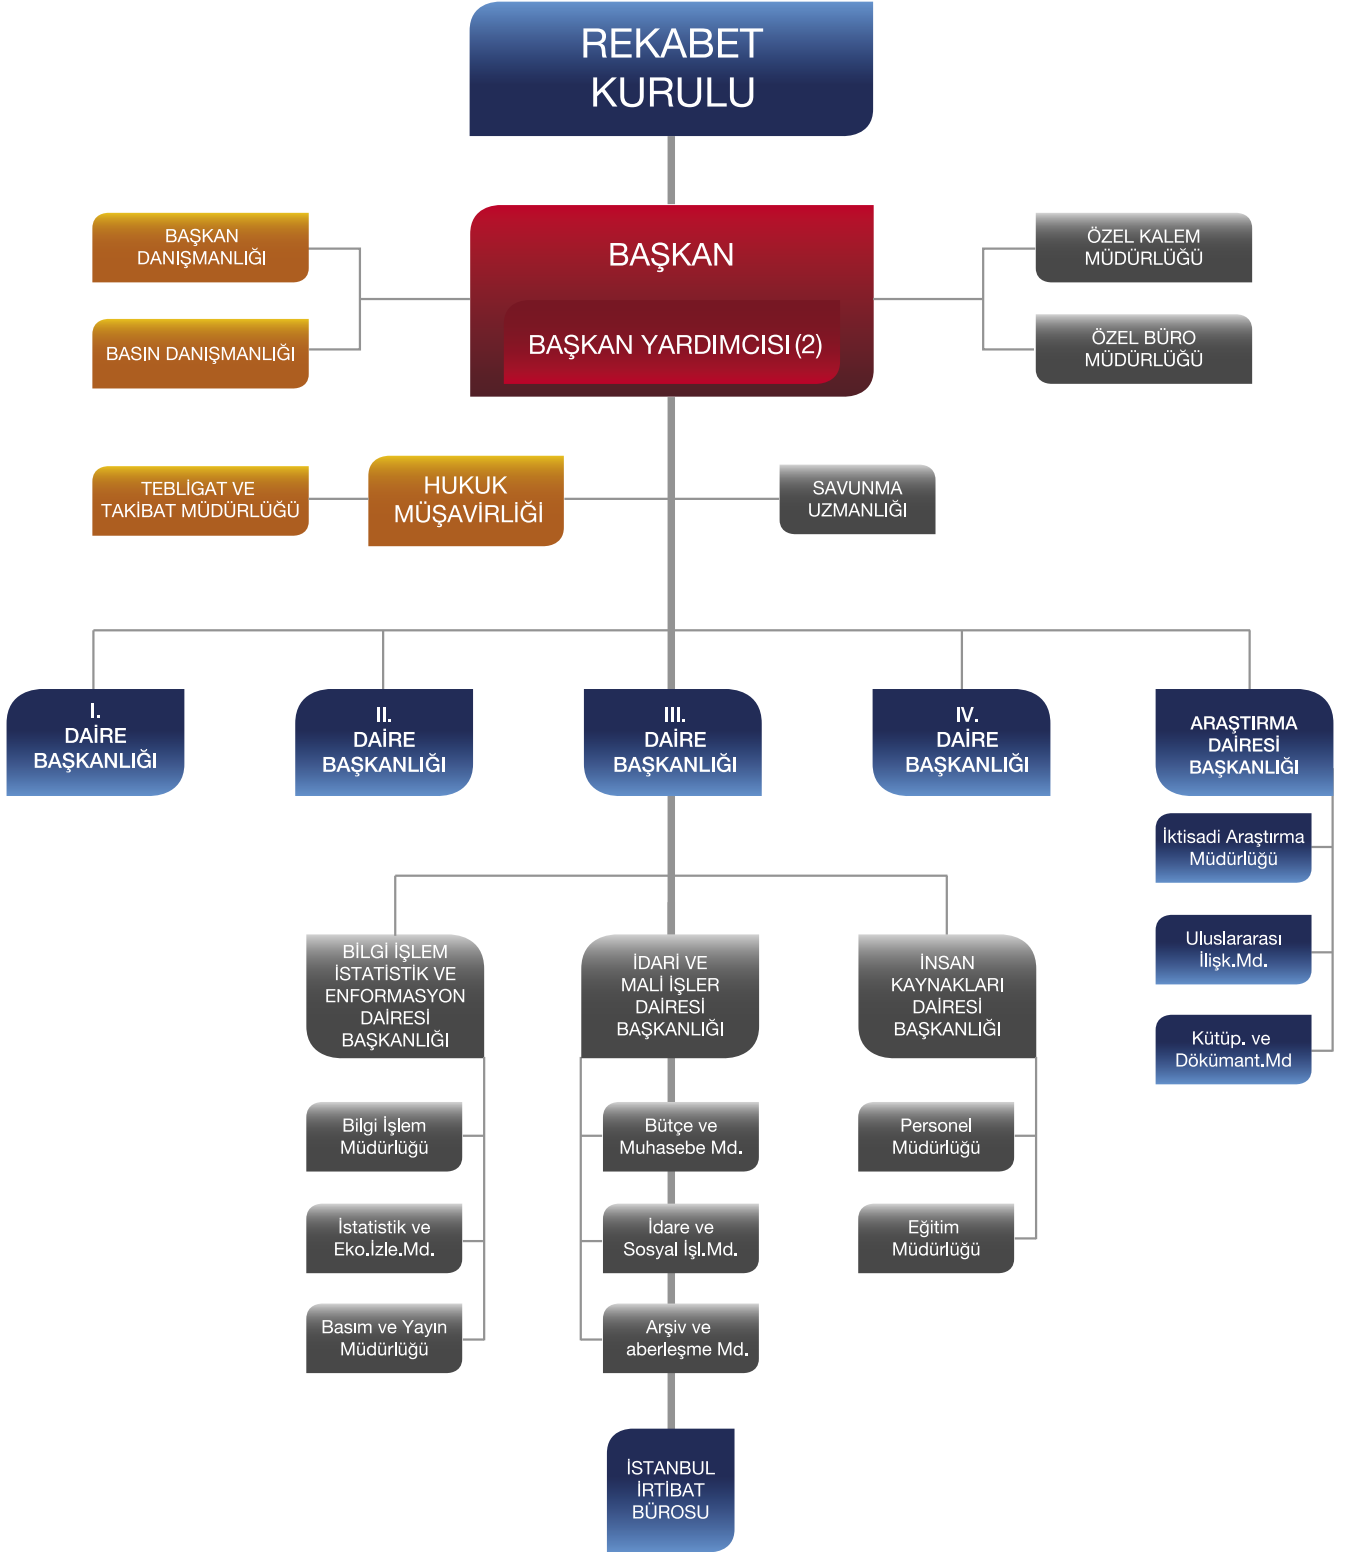 REKABET
KURULU
BAŞKAN
DANIŞMANLIĞI
BASIN DANIŞMANLIĞI
BAŞKAN
BAŞKAN YARDIMCISI (2)
ÖZEL KALEM
MÜDÜRLÜĞÜ
ÖZEL BÜRO
MÜDÜRLÜĞÜ
TEBLİGAT VE
TAKİBAT MÜDÜRLÜĞÜ
HUKUK
MÜŞAVİRLİĞİ
SAVUNMA
UZMANLIĞI
I.
DAİRE
BAŞKANLIĞI
II.
DAİRE
BAŞKANLIĞI
III.
DAİRE
BAŞKANLIĞI
IV.
DAİRE
BAŞKANLIĞI
ARAŞTIRMA
DAİRESİ
BAŞKANLIĞI
İktisadi Araştırma
Müdürlüğü
Uluslararası
İlişk.Md.
Kütüp. ve
Dökümant.Md
BİLGİ İŞLEM
İSTATİSTİK VE
ENFORMASYON
DAİRESİ
BAŞKANLIĞI
Bilgi İşlem
Müdürlüğü
İstatistik ve
Eko.İzle.Md.
Basım ve Yayın
Müdürlüğü
İDARİ VE
MALİ İŞLER
DAİRESİ
BAŞKANLIĞI
Bütçe ve
Muhasebe Md.
İdare ve
Sosyal İşl.Md.
Arşiv ve
aberleşme Md.
İNSAN
KAYNAKLARI
DAİRESİ
BAŞKANLIĞI
Personel
Müdürlüğü
Eğitim
Müdürlüğü
İSTANBUL
İRTİBAT
BÜROSU